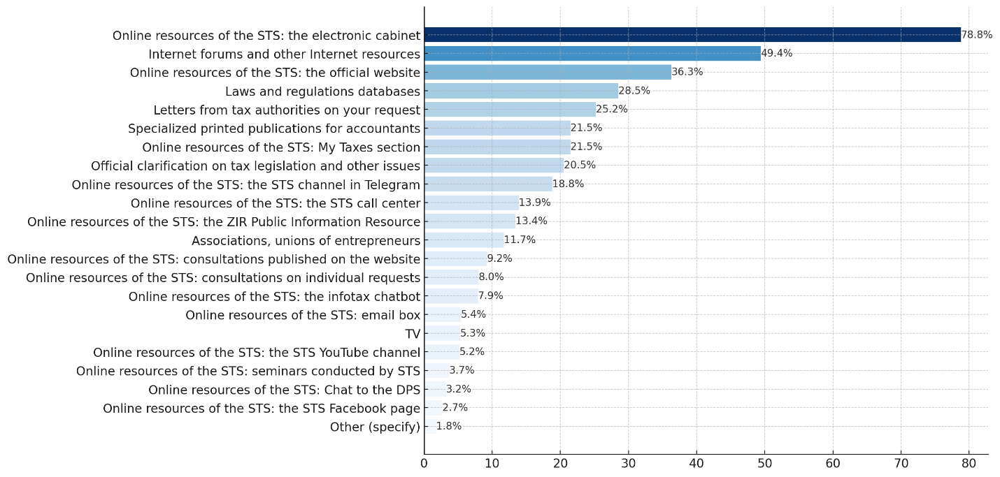 Online resources of the STS: the electronic cabinet 78.8%
Internet forums and other Internet resources 49.4%
Online resources of the STS: the official website 36.3%
Laws and regulations databases 28.5%
Letters from tax authorities on your request 25.2%
Specialized printed publications for accountants 21.5%
Online resources of the STS: My Taxes section 21.5%
Official clarification on tax legislation and other issues 20.5%
Online resources of the STS: the STS channel in Telegram 18.8%
Online resources of the STS: the STS call center 13.9%
Online resources of the STS: the ZIR Public Information Resource 13.4%
Associations, unions of entrepreneurs 11.7%
Online resources of the STS: consultations published on the website 9.2%
Online resources of the STS: consultations on individual requests 8.0%
Online resources of the STS: the infotax chatbot 7.9%
Online resources of the STS: email box 5.4%
TV 5.3%
Online resources of the STS: the STS YouTube channel 5.2%
Online resources of the STS: seminars conducted by STS 3.7%
Online resources of the STS: Chat to the DPS 3.2%
Online resources of the STS: the STS Facebook page 2.7%
Other (specify) 1.8%
0 10 20 30 40 50 60 70 80